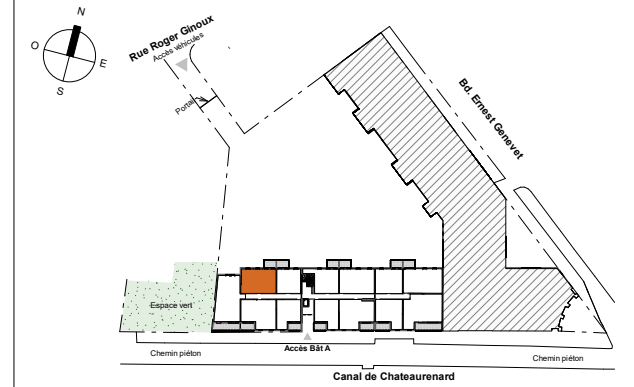 N
O
E
S
Rue Roger Ginoux
Accès véhicules
Portail
Bd. Ernest Genevet
Espace vert
Chemin piéton
Accès Bât A
Chemin piéton
Canal de Chateaurenard